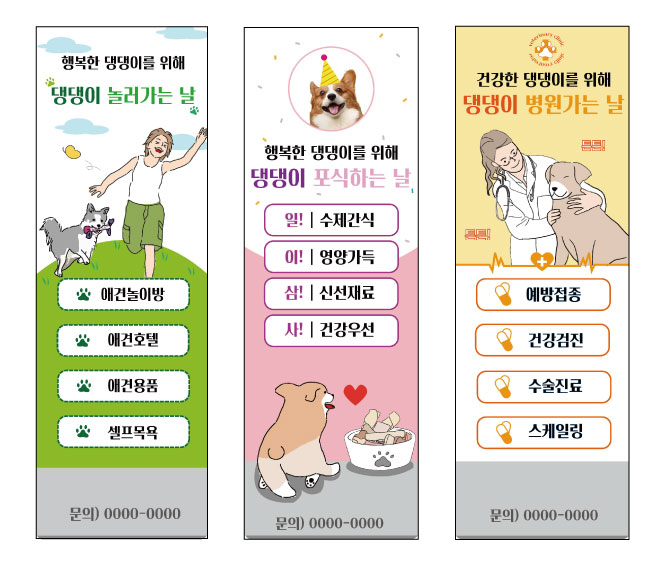 행복한 댕댕이를 위해
댕댕이 놀러가는 날
애견놀이방
애견호텔
애견용품
셀프목욕
문의) 0000-0000
행복한 댕댕이를 위해
댕댕이 포식하는 날
일! | 수제간식
이! | 영양가득
삼! | 신선재료
사! | 건강우선
문의) 0000-0000
건강한 댕댕이를 위해
댕댕이 병원가는 날
예방접종
건강검진
수술진료
스케일링
문의) 0000-0000